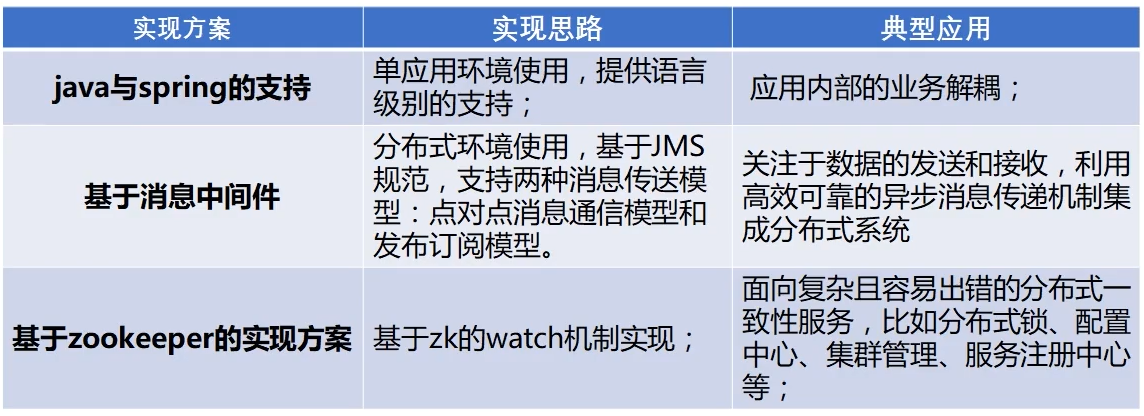 实现方案
实现思路
典型应用
java与spring的支持
单应用环境使用，提供语言
级别的支持；
应用内部的业务解耦；
基于消息中间件
分布式环境使用，基于JMS
规范，支持两种消息传送模
型：点对点消息通信模型和
发布订阅模型。
关注于数据的发送和接收，利用
高效可靠的异步消息传递机制集
成分布式系统
基于zookeeper的实现方案
基于zk的watch机制实现；
面向复杂且容易出错的分布式一
致性服务，比如分布式锁、配置
中心、集群管理、服务注册中心
等；